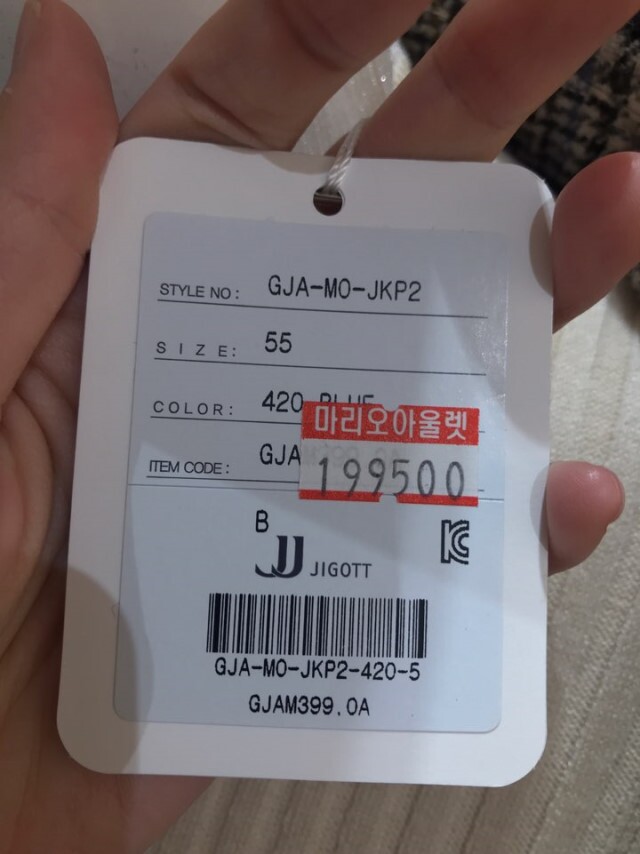 STYLE NO: GJA-MO-JKP2
SIZE: 55
COLOR: 420 BLUE
마리오아울렛
ITEM CODE: GJA
199500
B
JIGOTT
GJA-MO-JKP2-420-5
GJAM399.0A